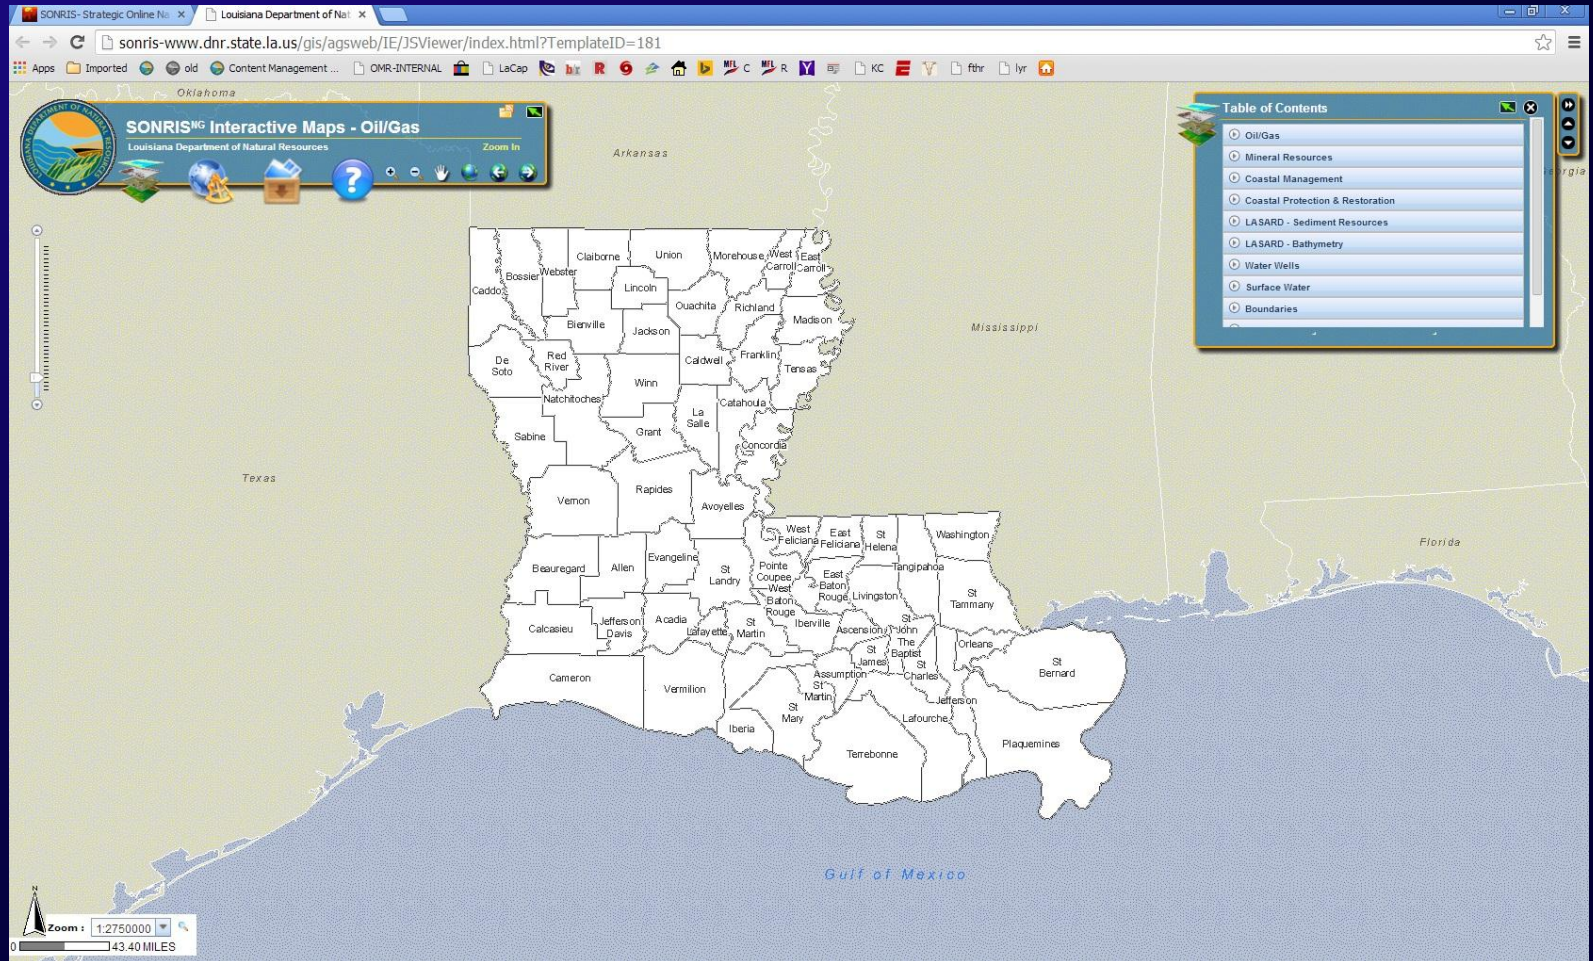 SONRIS- Strategic Online Na
Louisiana Department of Nat
sonris-www.dnr.state.la.us/gis/agsweb/IE/JSViewer/index.html?TemplateID=181
Apps Imported old Content Management ... OMR-INTERNAL LaCap C R KC fthr lyr
Oklahoma
LOUISIANA DEPARTMENT OF NATURAL RESOURCES
SONRISNG Interactive Maps - Oil/Gas
Louisiana Department of Natural Resources
Zoom In
Table of Contents
Oil/Gas
Mineral Resources
Coastal Management
Coastal Protection & Restoration
LASARD - Sediment Resources
LASARD - Bathymetry
Water Wells
Surface Water
Boundaries
Arkansas
Mississippi
Texas
Florida
Gulf of Mexico
Caddo
Bossier
Webster
Claiborne
Union
Morehouse
West
Carroll
East
Carroll
Lincoln
Ouachita
Richland
Madison
Bienville
Jackson
De
Soto
Red
River
Caldwell
Franklin
Tensas
Winn
Natchitoches
Catahoula
La
Salle
Sabine
Grant
Concordia
Vernon
Rapides
Avoyelles
West
Feliciana
East
Feliciana
St
Helena
Washington
Beauregard
Allen
Evangeline
St
Landry
Pointe
Coupee
West
Baton
Rouge
East
Baton
Rouge
Tangipahoa
Livingston
St
Tammany
Calcasieu
Jefferson
Davis
Acadia
Lafayette
St
Martin
Iberville
Ascension
St
John
The
Baptist
Orleans
St
Bernard
Cameron
Vermilion
St
James
Assumption
St
Martin
St
Charles
Jefferson
Iberia
St
Mary
Lafourche
Terrebonne
Plaquemines
N
Zoom : 1:2750000
0 43.40 MILES